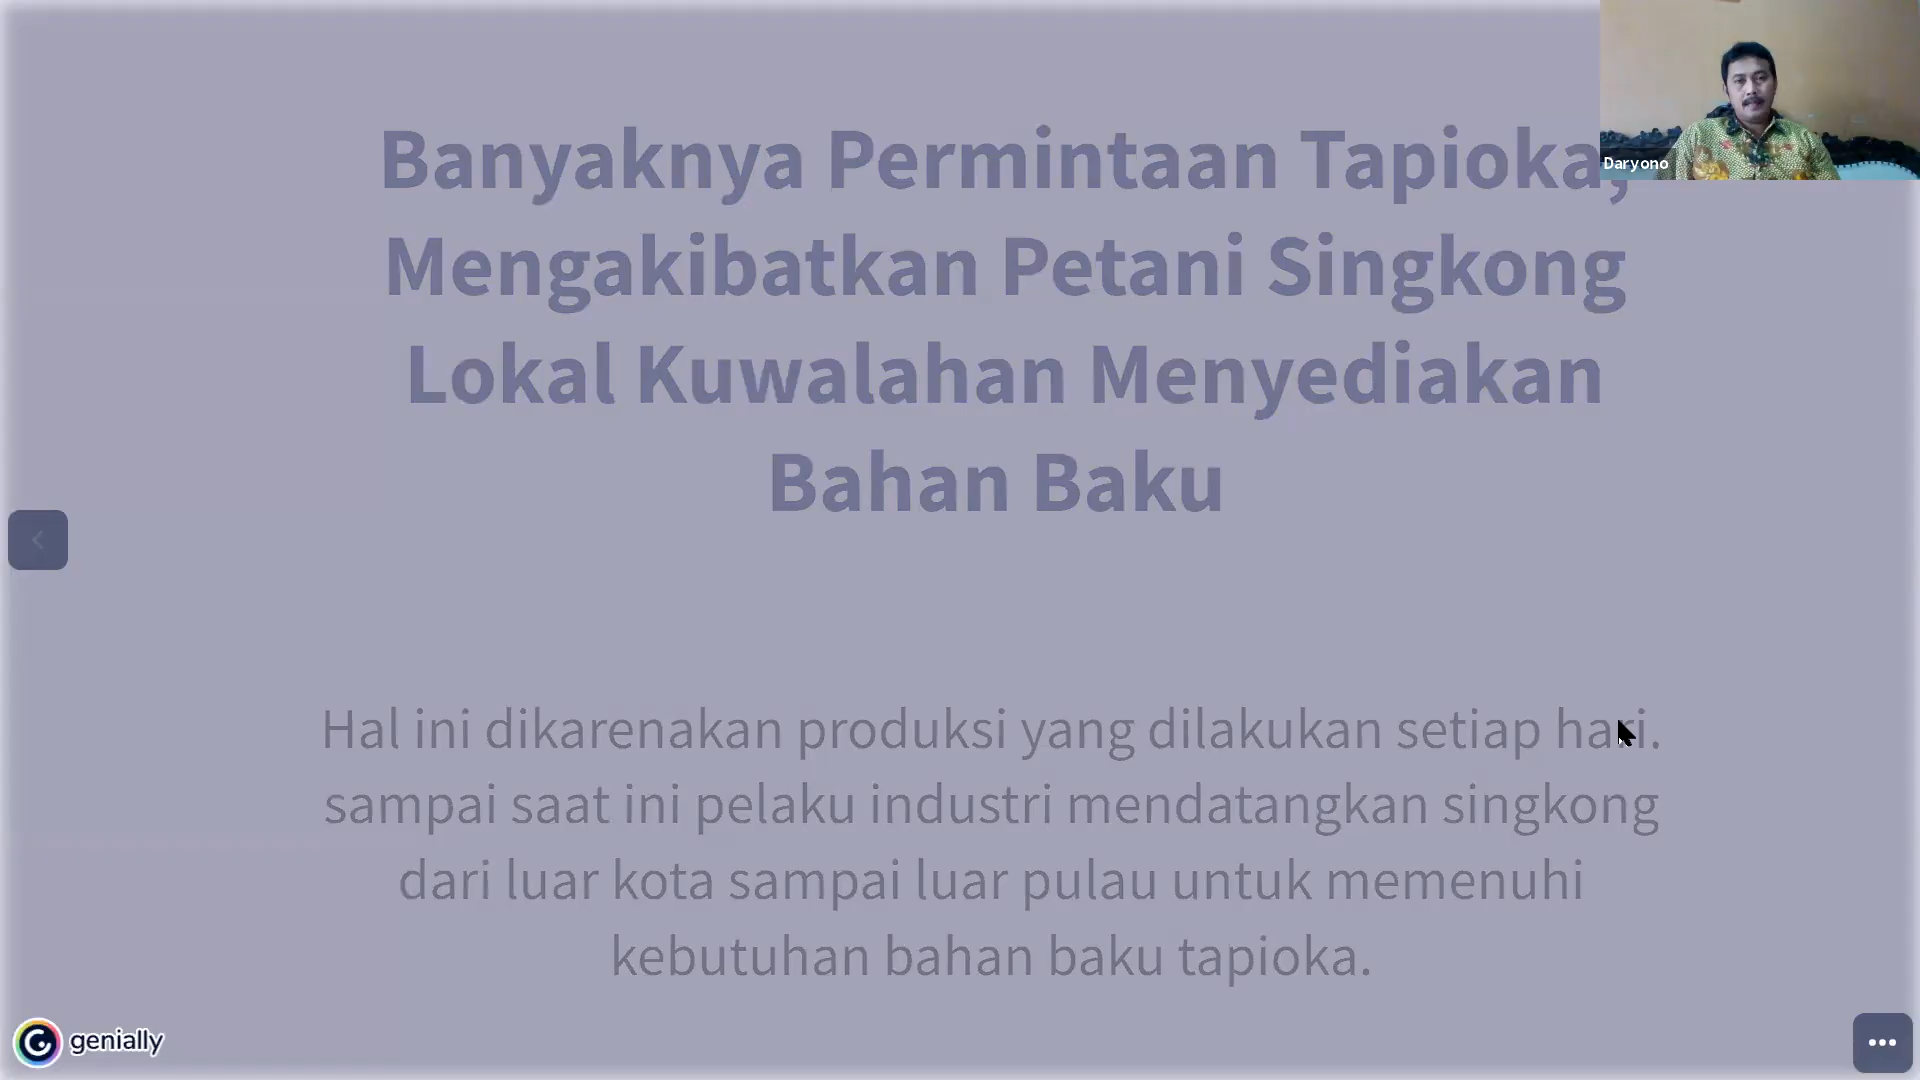 Banyaknya Permintaan Tapioka,
Mengakibatkan Petani Singkong
Lokal Kuwalahan Menyediakan
Bahan Baku
Daryono
Hal ini dikarenakan produksi yang dilakukan setiap hari.
sampai saat ini pelaku industri mendatangkan singkong
dari luar kota sampai luar pulau untuk memenuhi
kebutuhan bahan baku tapioka.
genially